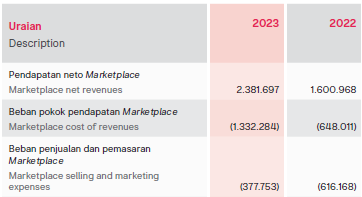 Uraian 2023 2022
Description
Pendapatan neto Marketplace
Marketplace net revenues 2.381.697 1.600.968
Beban pokok pendapatan Marketplace
Marketplace cost of revenues (1.332.284) (648.011)
Beban penjualan dan pemasaran
Marketplace
Marketplace selling and marketing
expenses (377.753) (616.168)